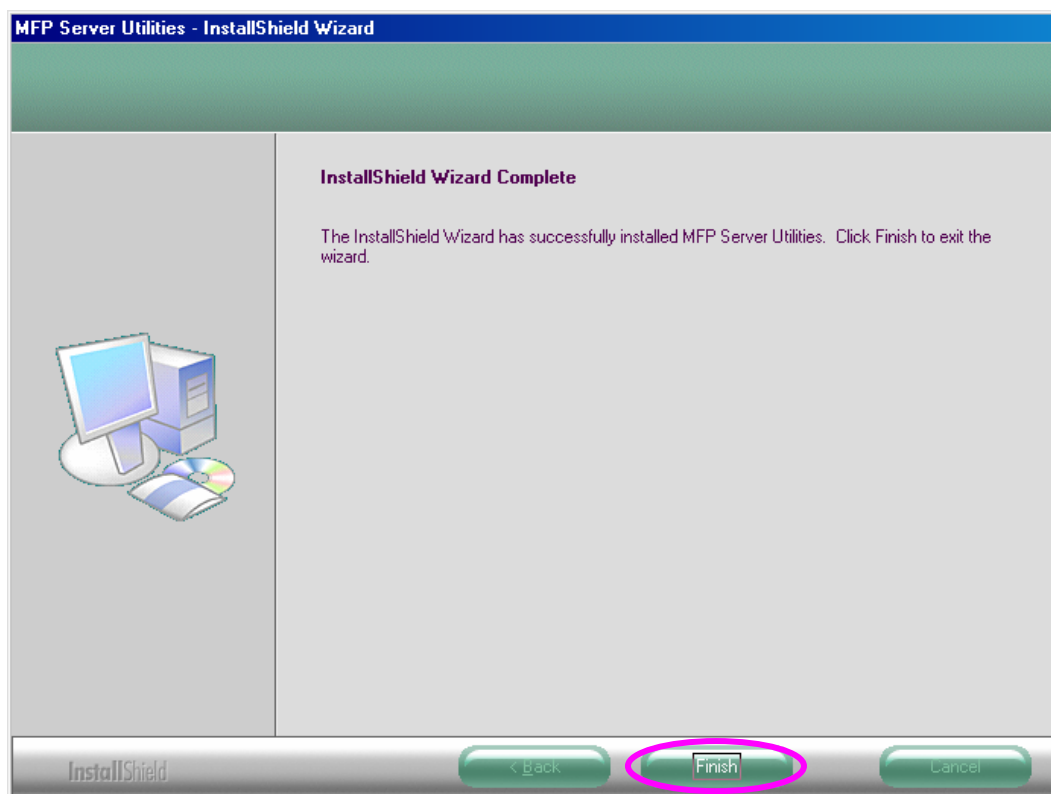 MFP Server Utilities - InstallShield Wizard
InstallShield Wizard Complete
The InstallShield Wizard has successfully installed MFP Server Utilities.  Click Finish to exit the
wizard.
InstallShield
< Back
Finish
Cancel